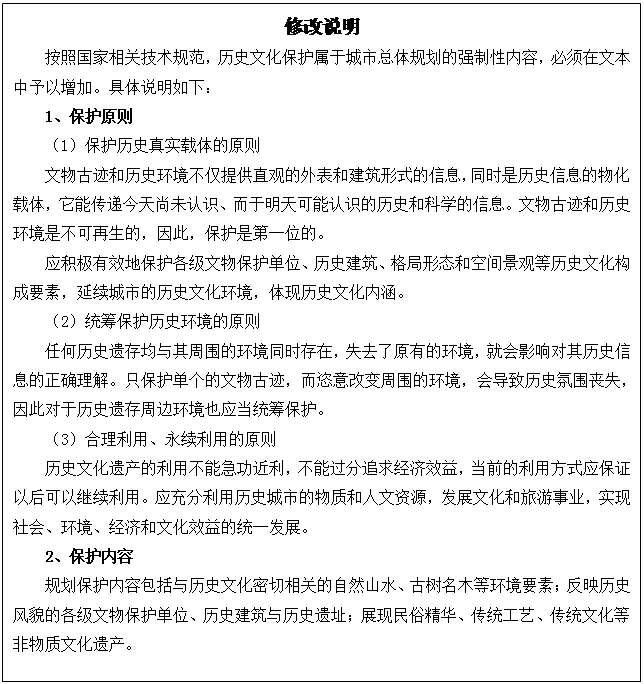 修改说明
按照国家相关技术规范，历史文化保护属于城市总体规划的强制性内容，必须在文本
中予以增加。具体说明如下：
1、保护原则
（1）保护历史真实载体的原则
文物古迹和历史环境不仅提供直观的外表和建筑形式的信息，同时是历史信息的物化
载体，它能传递今天尚未认识、而于明天可能认识的历史和科学的信息。文物古迹和历史
环境是不可再生的，因此，保护是第一位的。
应积极有效地保护各级文物保护单位、历史建筑、格局形态和空间景观等历史文化构
成要素，延续城市的历史文化环境，体现历史文化内涵。
（2）统筹保护历史环境的原则
任何历史遗存均与其周围的环境同时存在，失去了原有的环境，就会影响对其历史信
息的正确理解。只保护单个的文物古迹，而恣意改变周围的环境，会导致历史氛围丧失，
因此对于历史遗存周边环境也应当统筹保护。
（3）合理利用、永续利用的原则
历史文化遗产的利用不能急功近利，不能过分追求经济效益，当前的利用方式应保证
以后可以继续利用。应充分利用历史城市的物质和人文资源，发展文化和旅游事业，实现
社会、环境、经济和文化效益的统一发展。
2、保护内容
规划保护内容包括与历史文化密切相关的自然山水、古树名木等环境要素；反映历史
风貌的各级文物保护单位、历史建筑与历史遗址；展现民俗精华、传统工艺、传统文化等
非物质文化遗产。